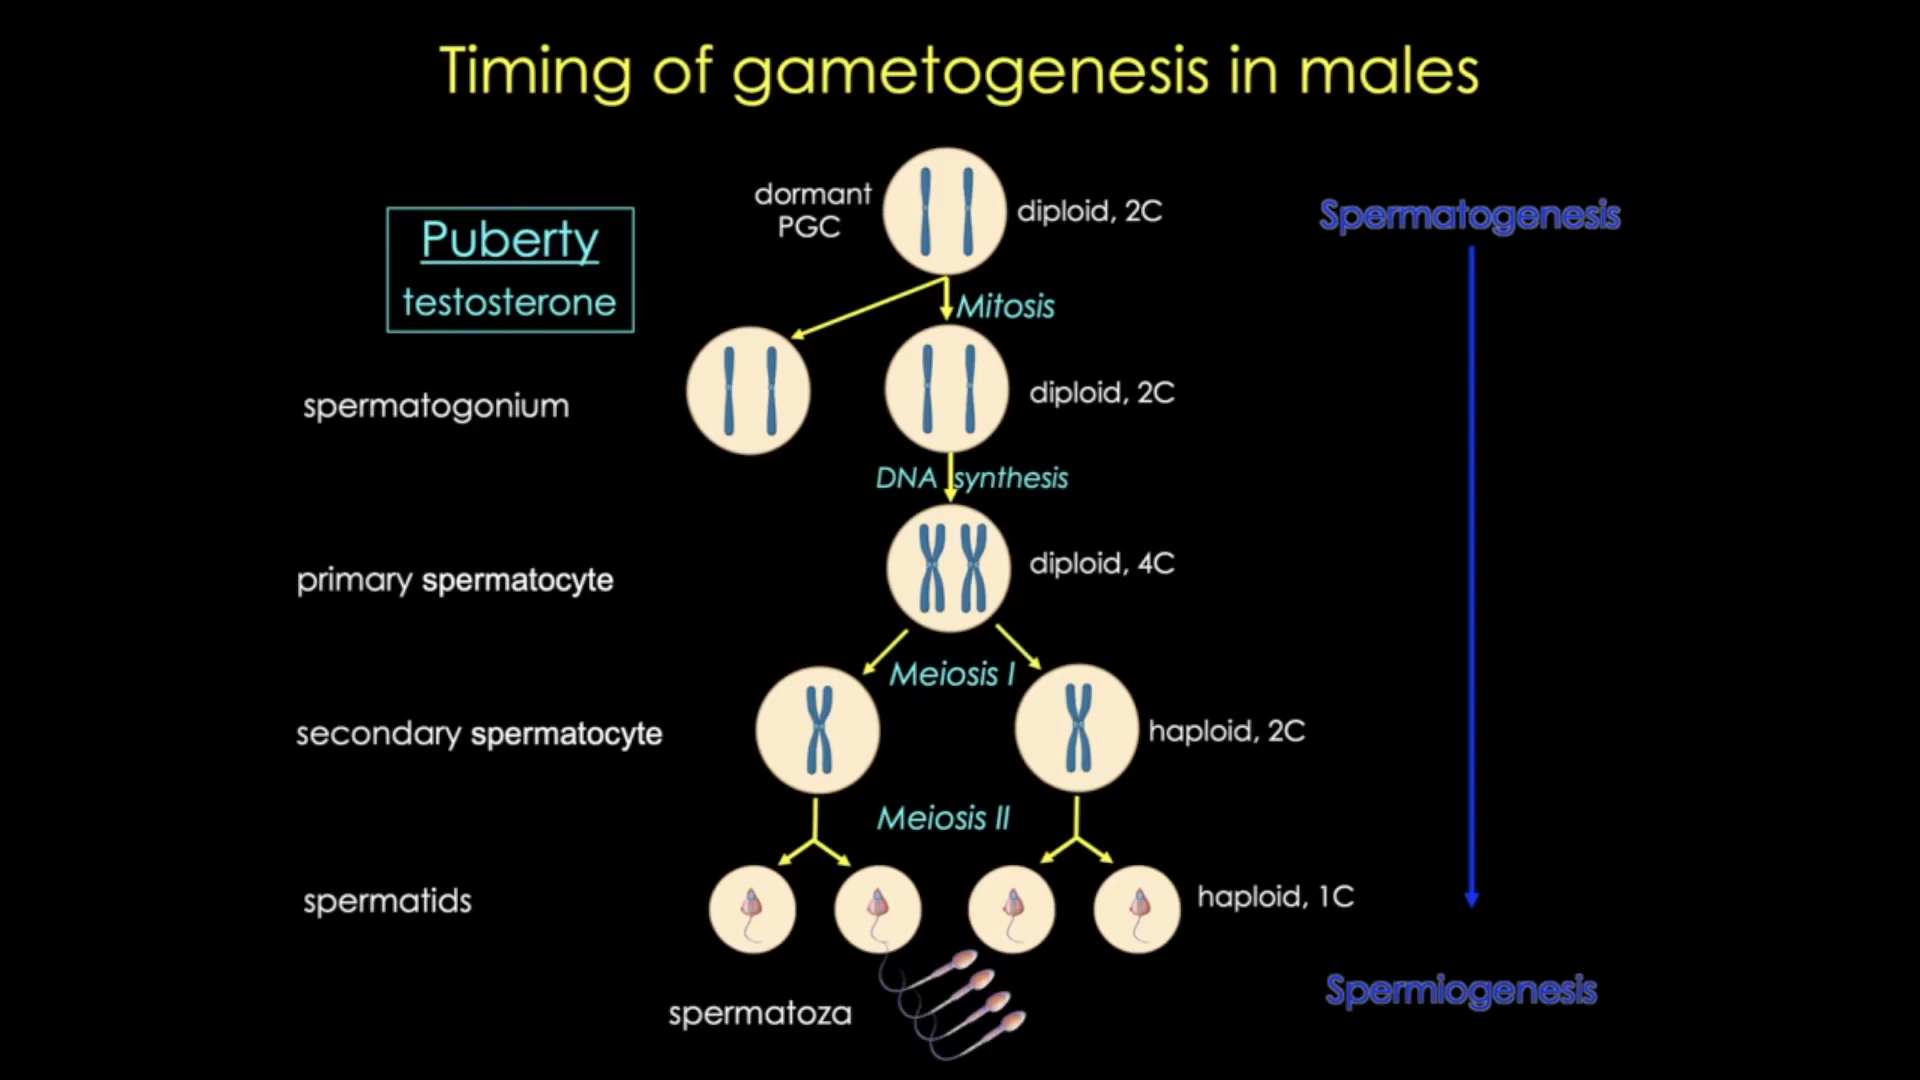 Timing of gametogenesis in males
Puberty
testosterone
dormant
PGC
diploid, 2C
Spermatogenesis
Mitosis
spermatogonium
diploid, 2C
DNA synthesis
primary spermatocyte
diploid, 4C
Meiosis I
secondary spermatocyte
haploid, 2C
Meiosis II
spermatids
haploid, 1C
spermatoza
Spermiogenesis